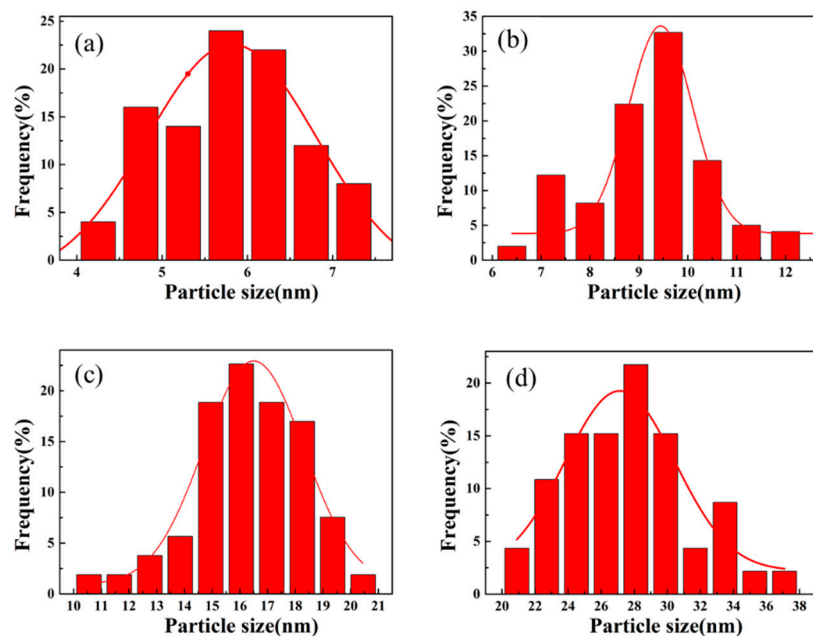 (a)
Frequency(%)
25
20
15
10
5
0
4 5 6 7
Particle size(nm)
(b)
Frequency(%)
35
30
25
20
15
10
5
0
6 7 8 9 10 11 12
Particle size(nm)
(c)
Frequency(%)
20
15
10
5
0
10 11 12 13 14 15 16 17 18 19 20 21
Particle size(nm)
(d)
Frequency(%)
20
15
10
5
0
20 22 24 26 28 30 32 34 36 38
Particle size(nm)